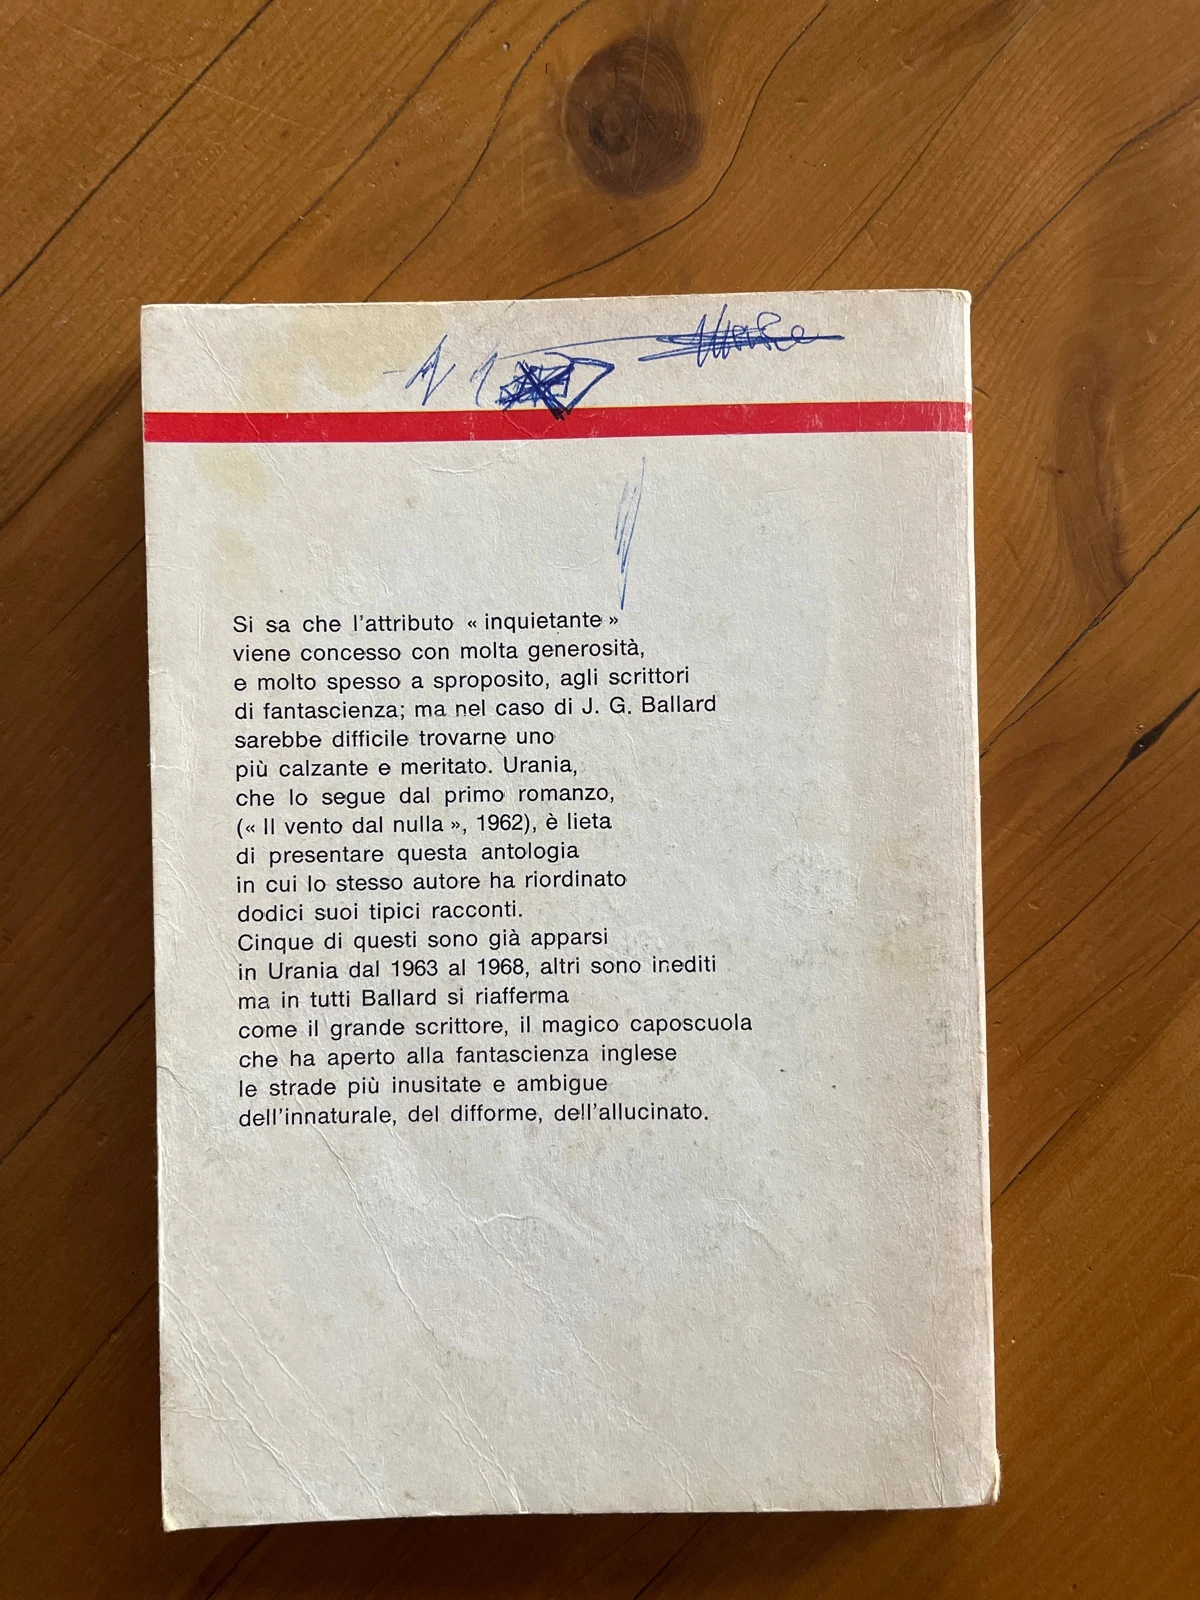 Si sa che l'attributo « inquietante »
viene concesso con molta generosità,
e molto spesso a sproposito, agli scrittori
di fantascienza; ma nel caso di J. G. Ballard
sarebbe difficile trovarne uno
più calzante e meritato. Urania,
che lo segue dal primo romanzo,
(« Il vento dal nulla », 1962), è lieta
di presentare questa antologia
in cui lo stesso autore ha riordinato
dodici suoi tipici racconti.
Cinque di questi sono già apparsi
in Urania dal 1963 al 1968, altri sono inediti
ma in tutti Ballard si riafferma
come il grande scrittore, il magico caposcuola
che ha aperto alla fantascienza inglese
le strade più inusitate e ambigue
dell'innaturale, del difforme, dell'allucinato.